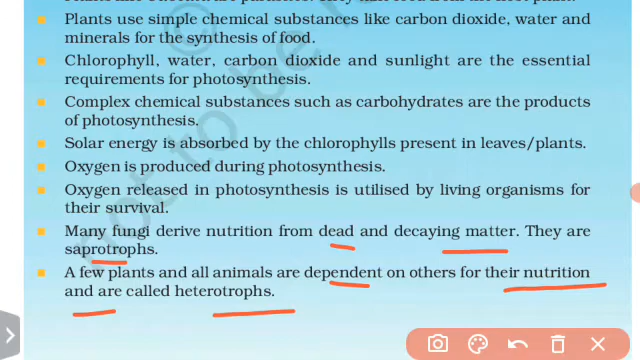 Plants use simple chemical substances like carbon dioxide, water and
minerals for the synthesis of food.
Chlorophyll, water, carbon dioxide and sunlight are the essential
requirements for photosynthesis.
Complex chemical substances such as carbohydrates are the products
of photosynthesis.
Solar energy is absorbed by the chlorophylls present in leaves/plants.
Oxygen is produced during photosynthesis.
Oxygen released in photosynthesis is utilised by living organisms for
their survival.
Many fungi derive nutrition from dead and decaying matter. They are
saprotrophs.
A few plants and all animals are dependent on others for their nutrition
and are called heterotrophs.